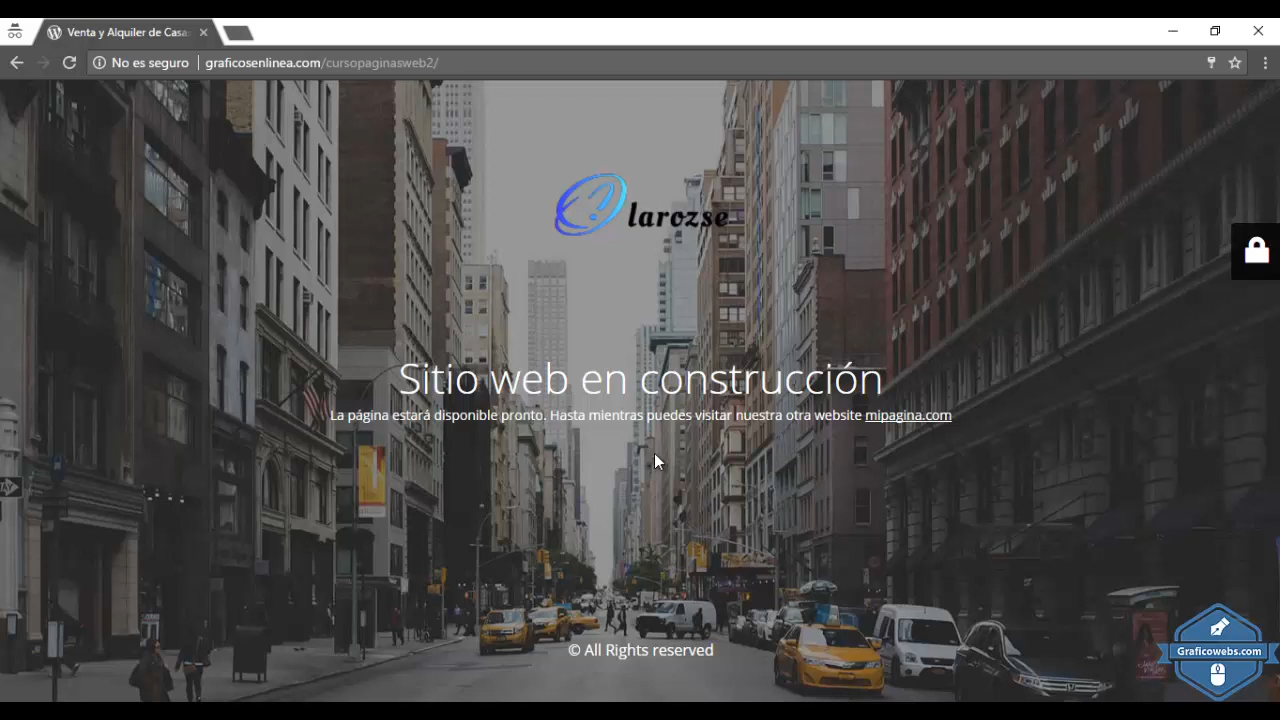 Venta y Alquiler de Casas
No es seguro
graficosenlinea.com/cursopaginasweb2/
larozse
Sitio web en construcción
La página estará disponible pronto. Hasta mientras puedes visitar nuestra otra website mipagina.com
© All Rights reserved
Graficowebs.com